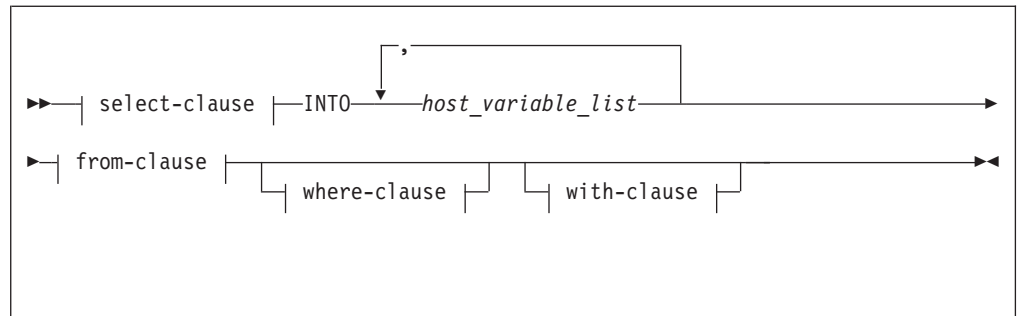 ,
select-clause INTO host_variable_list
from-clause
where-clause with-clause